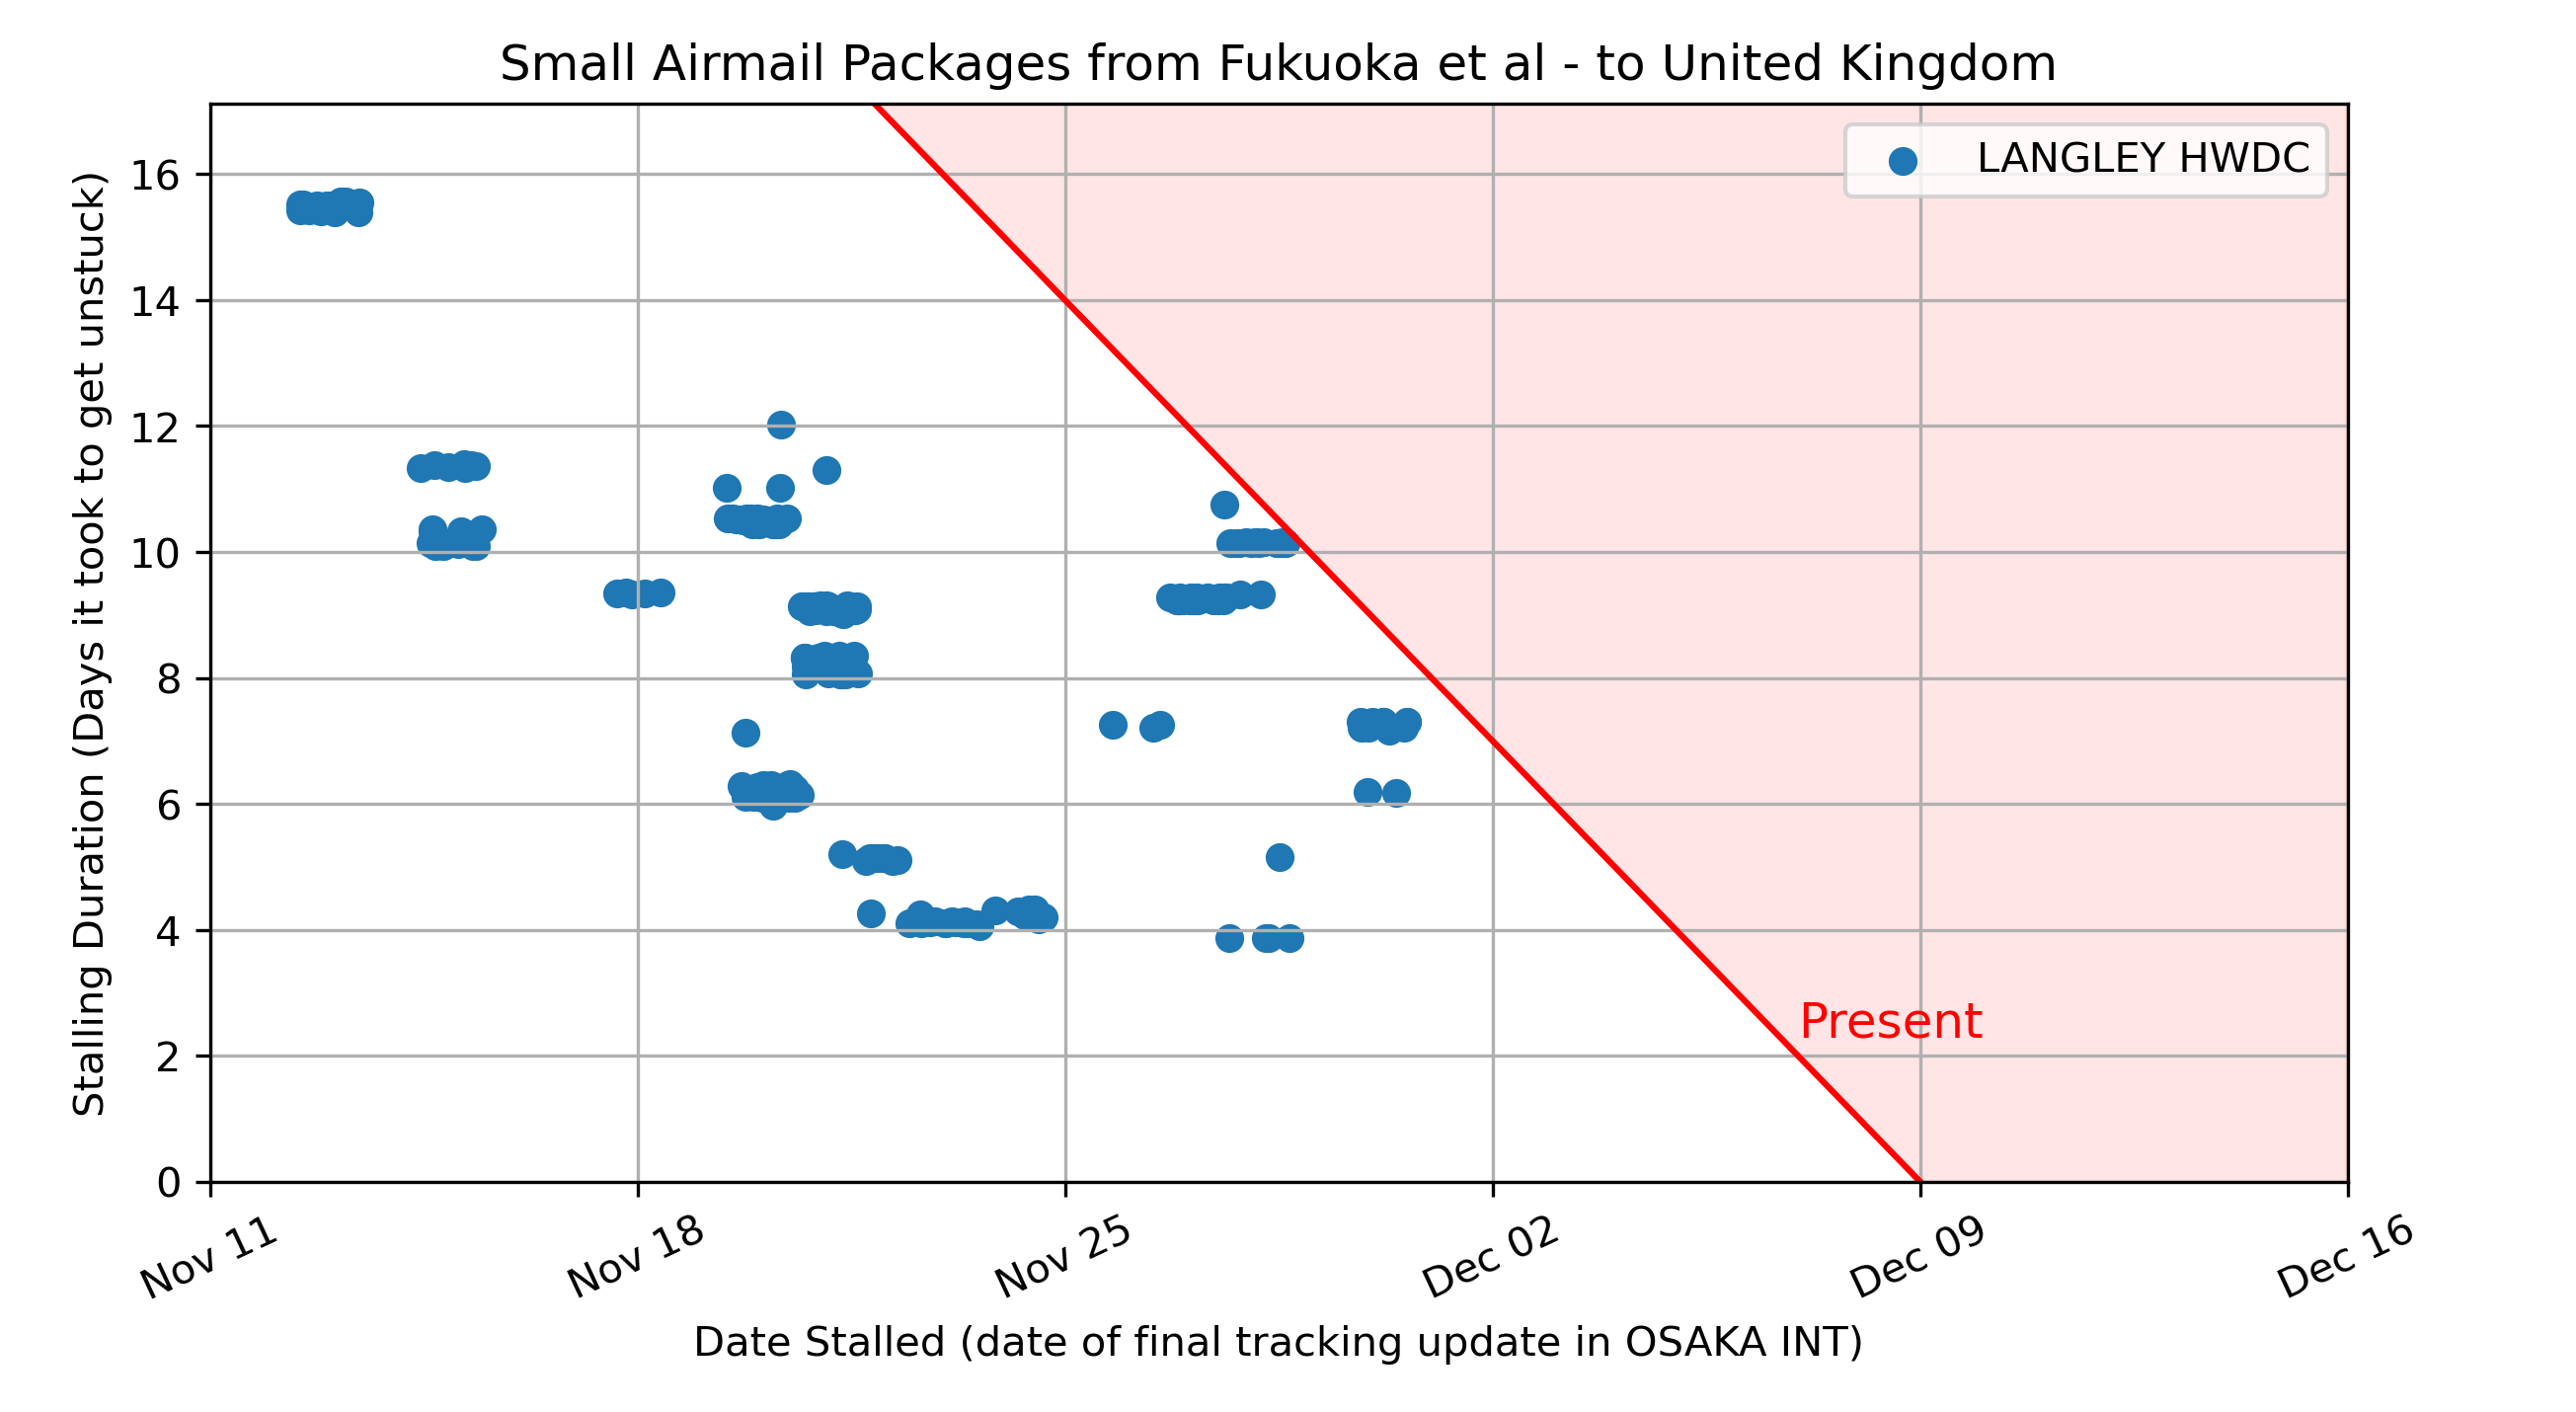 Small Airmail Packages from Fukuoka et al - to United Kingdom
LANGLEY HWDC
Stalling Duration (Days it took to get unstuck)
16
14
12
10
8
6
4
2
0
Present
Nov 11
Nov 18
Nov 25
Dec 02
Dec 09
Dec 16
Date Stalled (date of final tracking update in OSAKA INT)